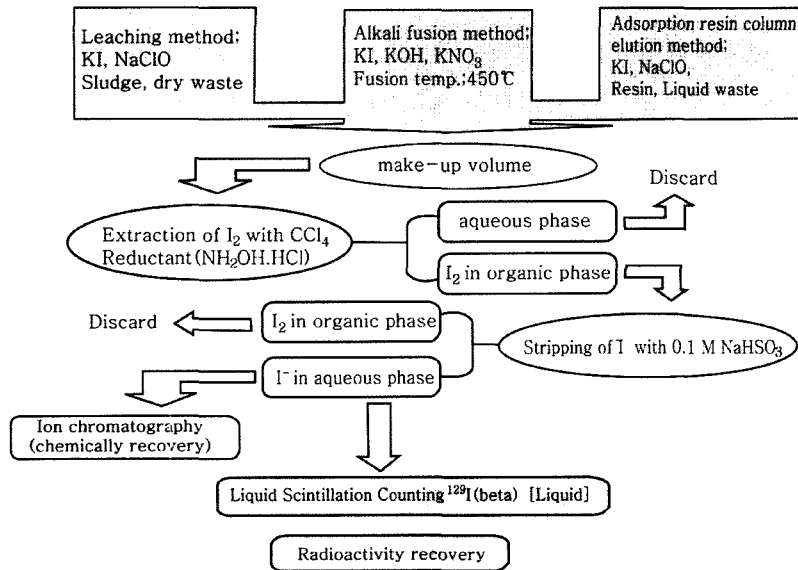 Leaching method;
KI, NaClO
Sludge, dry waste
Alkali fusion method;
KI, KOH, KNO₃
Fusion temp.;450℃
Adsorption resin column
elution method;
KI, NaClO,
Resin, Liquid waste
make-up volume
Discard
aqueous phase
Extraction of I₂ with CCl₄
Reductant(NH₂OH.HCl)
I₂ in organic phase
Discard
I₂ in organic phase
Stripping of I with 0.1 M NaHSO₃
I⁻ in aqueous phase
Ion chromatography
(chemically recovery)
Liquid Scintillation Counting ¹²⁹I(beta) [Liquid]
Radioactivity recovery